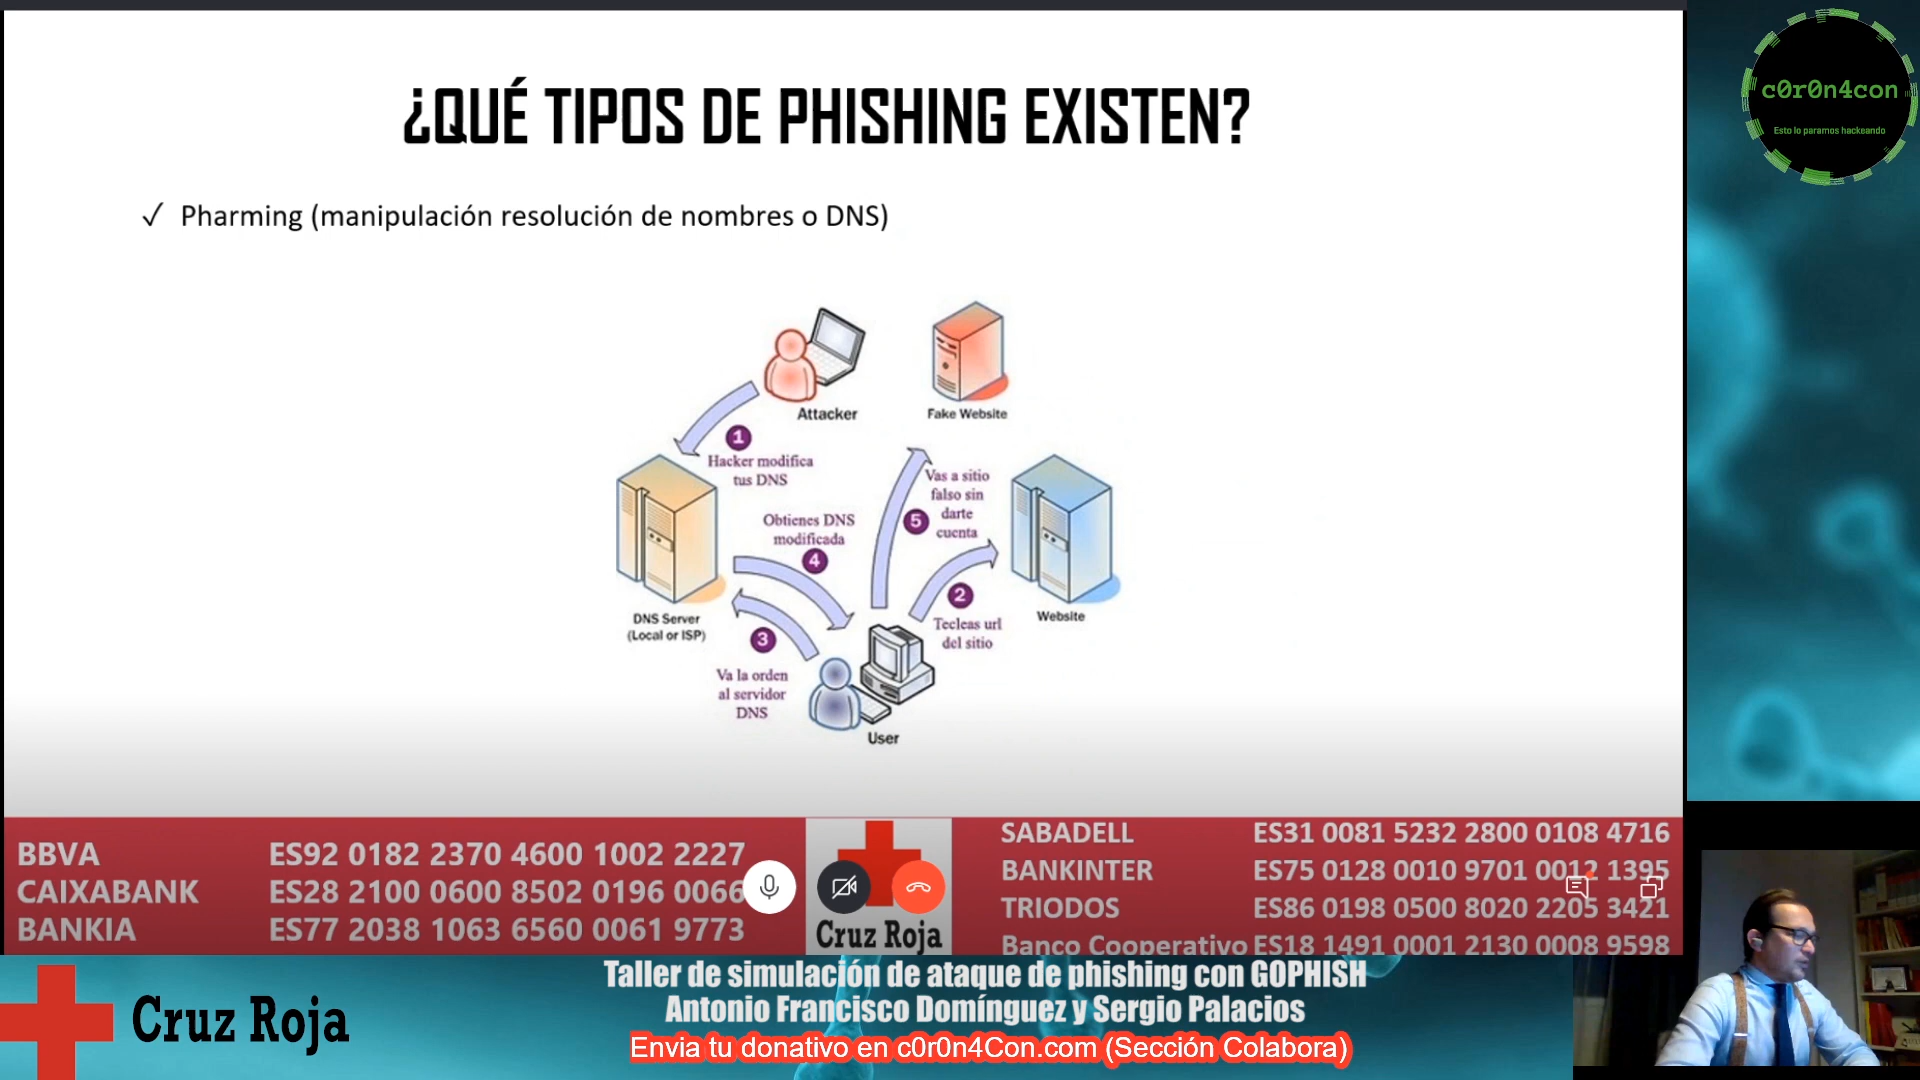 ¿QUÉ TIPOS DE PHISHING EXISTEN?
✓ Pharming (manipulación resolución de nombres o DNS)
Attacker
Fake Website
1
Hacker modifica
tus DNS
Vas a sitio
falso sin
darte
cuenta
5
Obtienes DNS
modificada
4
2
Tecleas url
del sitio
Website
DNS Server
(Local or ISP)
3
Va la orden
al servidor
DNS
User
c0r0n4con
Esto lo paramos hackeando
BBVA ES92 0182 2370 4600 1002 2227
CAIXABANK ES28 2100 0600 8502 0196 0066
BANKIA ES77 2038 1063 6560 0061 9773
Cruz Roja
SABADELL ES31 0081 5232 2800 0108 4716
BANKINTER ES75 0128 0010 9701 0012 1395
TRIODOS ES86 0198 0500 8020 2205 3421
Banco Cooperativo ES18 1491 0001 2130 0008 9598
Cruz Roja
Taller de simulación de ataque de phishing con GOPHISH
Antonio Francisco Domínguez y Sergio Palacios
Envia tu donativo en c0r0n4Con.com (Sección Colabora)